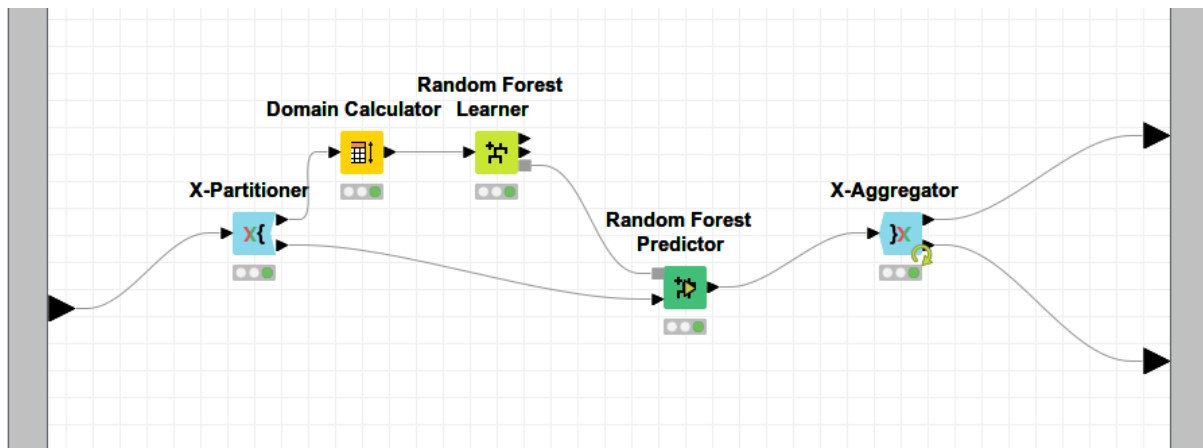 Random Forest
Domain Calculator Learner
X-Partitioner
X-Aggregator
Random Forest
Predictor